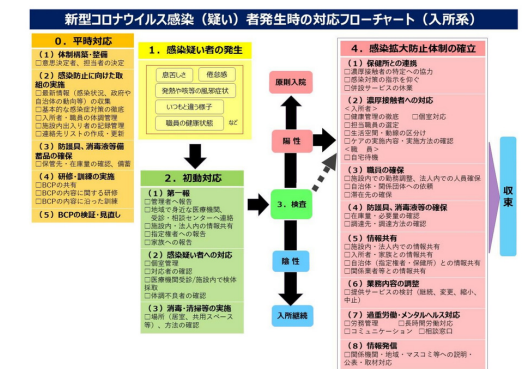 新型コロナウイルス感染（疑い）者発生時の対応フローチャート（入所系）
０．平時対応
（１）体制構築・整備
□意思決定者、担当者の決定
（２）感染防止に向けた取
組の実施
□最新情報（感染状況、政府や
自治体の動向等）の収集
□基本的な感染症対策の徹底
□入所者・職員の体調管理
□施設内出入り者の記録管理
□連絡先リストの作成・更新
（３）防護具、消毒液等備
蓄品の確保
□保管先・在庫量の確認、備蓄
（４）研修・訓練の実施
□BCPの共有
□BCPの内容に関する研修
□BCPの内容に沿った訓練
（５）BCPの検証・見直し
１．感染疑い者の発生
息苦しさ
倦怠感
発熱や咳等の風邪症状
いつもと違う様子
職員の健康状態
など
２．初動対応
（１）第一報
□管理者へ報告
□地域で身近な医療機関、
受診・相談センターへ連絡
□施設内・法人内の情報共有
□指定権者への報告
□家族への報告
（２）感染疑い者への対応
□個室管理
□対応者の確認
□医療機関受診/施設内で検体
採取
□体調不良者の確認
（３）消毒・清掃等の実施
□場所（居室、共用スペース
等）、方法の確認
原則入院
陽 性
３．検査
陰 性
入所継続
４．感染拡大防止体制の確立
（１）保健所との連携
□濃厚接触者の特定への協力
□感染対策の指示を仰ぐ
□併設サービスの休業
（２）濃厚接触者への対応
＜入所者＞
□健康管理の徹底 □個室対応
□担当職員の選定
□生活空間・動線の区分け
□ケアの実施内容・実施方法の確認
＜職　員＞
□自宅待機
（３）職員の確保
□施設内での勤務調整、法人内での人員確保
□自治体・関係団体への依頼
□滞在先の確保
（４）防護具、消毒液等の確保
□在庫量・必要量の確認
□調達先・調達方法の確認
（５）情報共有
□施設内・法人内での情報共有
□入所者・家族との情報共有
□自治体（指定権者・保健所）との情報共有
□関係業者等との情報共有
（６）業務内容の調整
□提供サービスの検討（継続、変更、縮小、
中止）
（７）過重労働・メンタルヘルス対応
□労務管理 □長時間労働対応
□コミュニケーション □相談窓口
（８）情報発信
□関係機関・地域・マスコミ等への説明・
公表・取材対応
収束